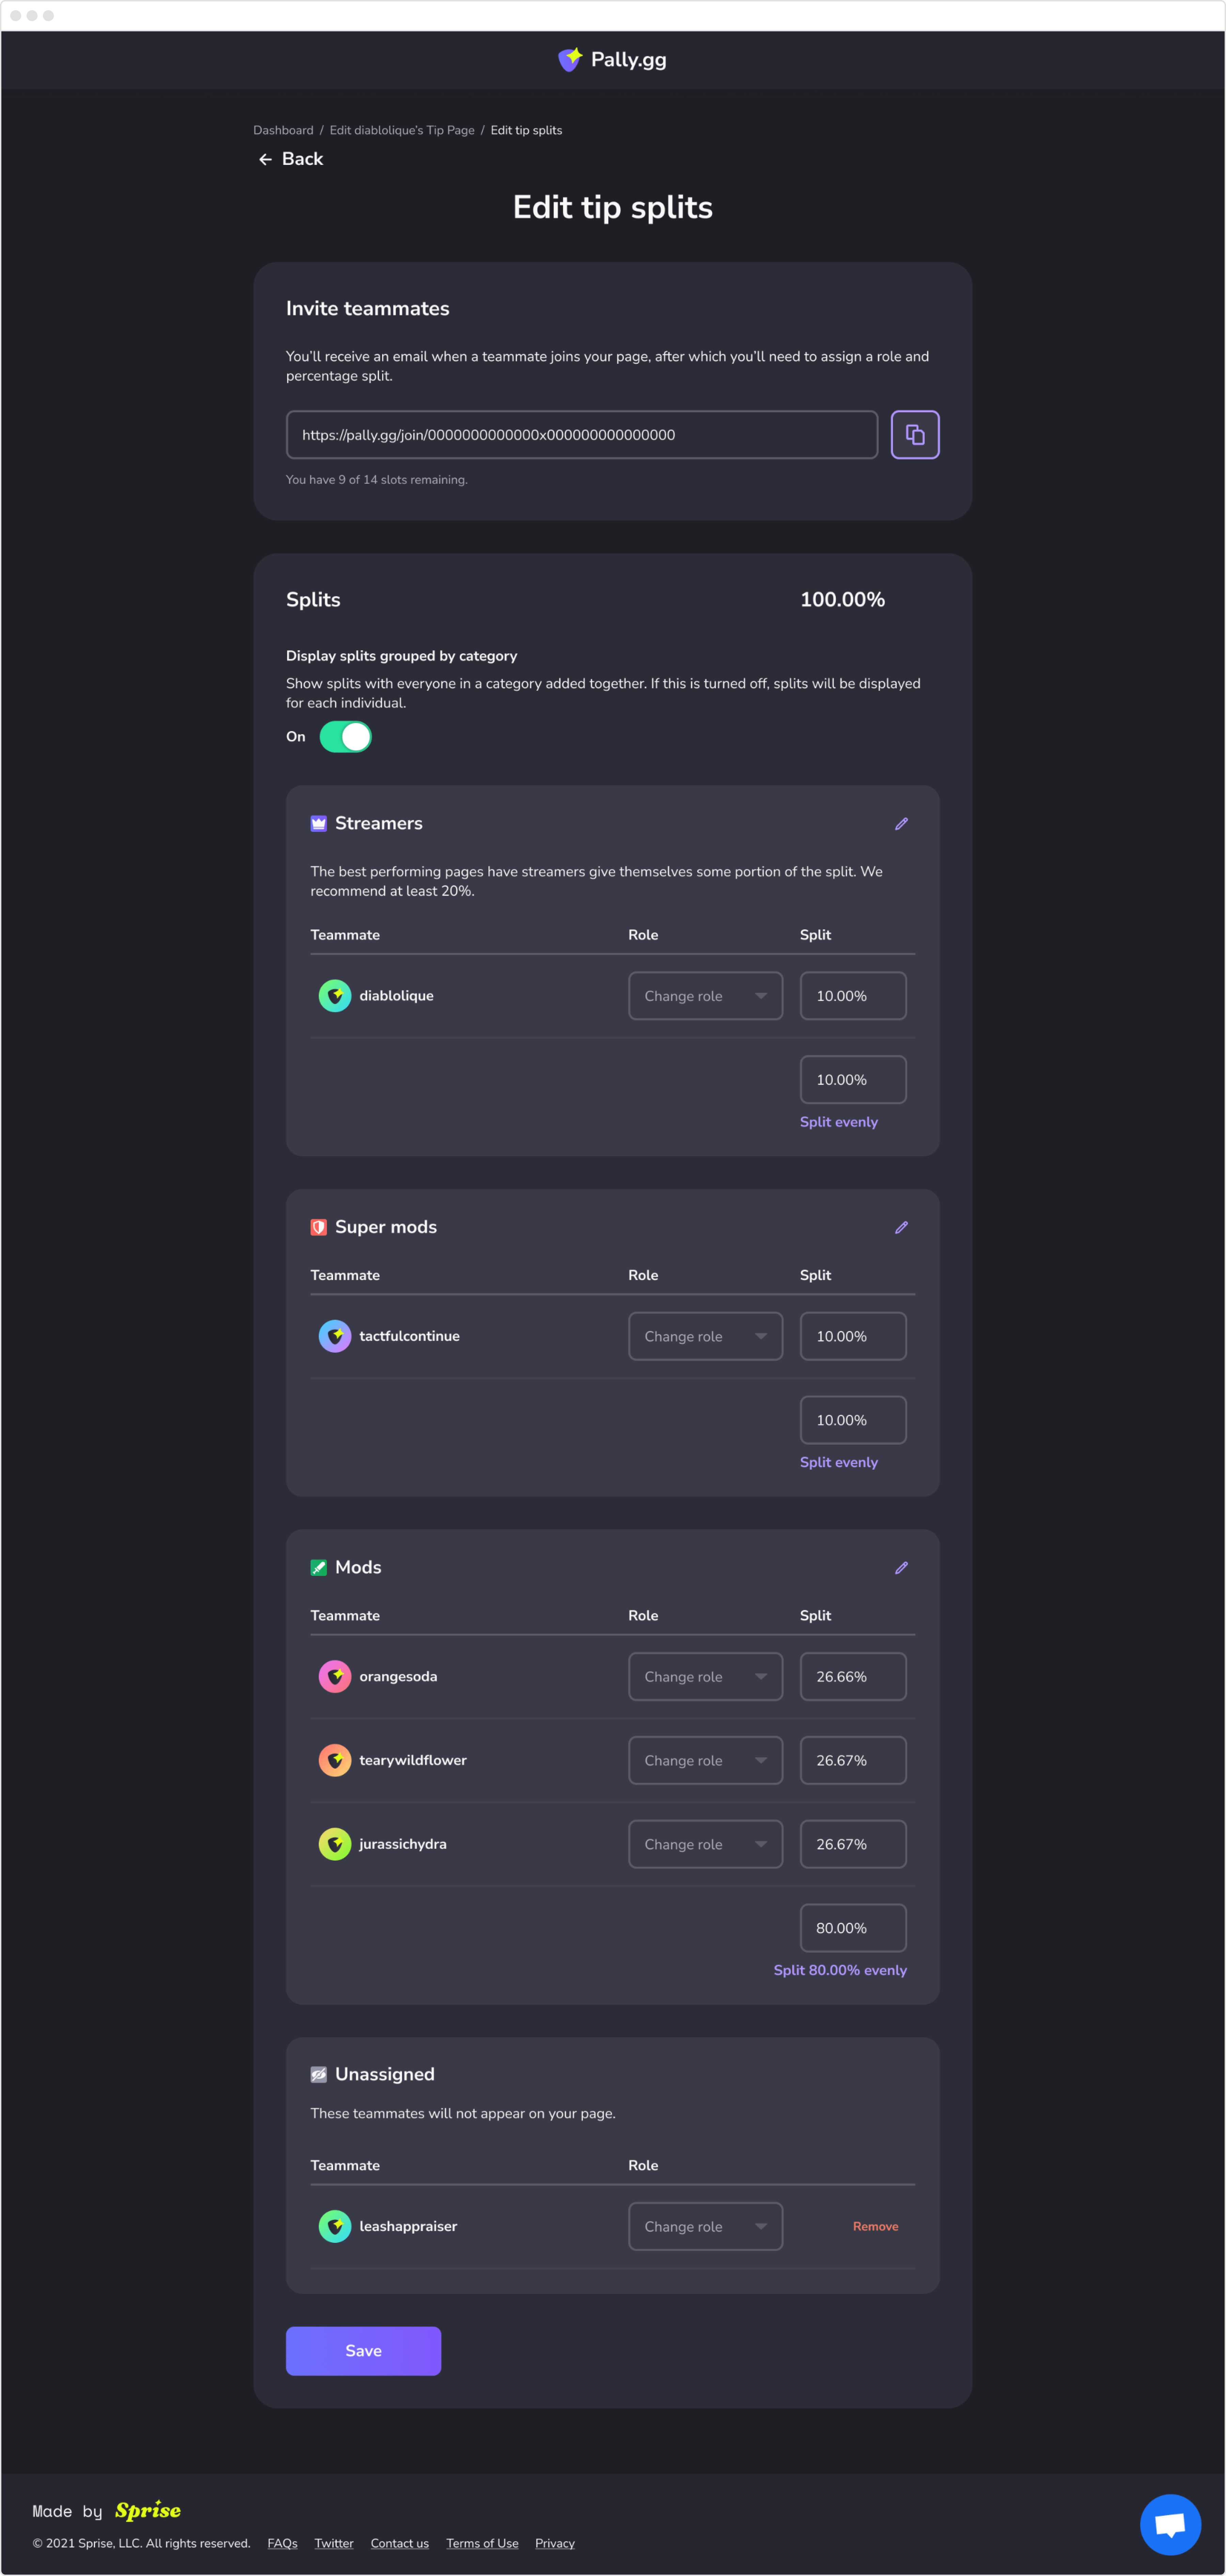 Pally.gg
Dashboard / Edit diablolique's Tip Page / Edit tip splits
← Back
Edit tip splits
Invite teammates
You'll receive an email when a teammate joins your page, after which you'll need to assign a role and
percentage split.
https://pally.gg/join/0000000000000x000000000000000
You have 9 of 14 slots remaining.
Splits 100.00%
Display splits grouped by category
Show splits with everyone in a category added together. If this is turned off, splits will be displayed
for each individual.
On
Streamers
The best performing pages have streamers give themselves some portion of the split. We
recommend at least 20%.
Teammate Role Split
diablolique Change role 10.00%
10.00%
Split evenly
Super mods
Teammate Role Split
tactfulcontinue Change role 10.00%
10.00%
Split evenly
Mods
Teammate Role Split
orangesoda Change role 26.66%
tearywildflower Change role 26.67%
jurassichydra Change role 26.67%
80.00%
Split 80.00% evenly
Unassigned
These teammates will not appear on your page.
Teammate Role
leashappraiser Change role Remove
Save
Made by Sprise
© 2021 Sprise, LLC. All rights reserved. FAQs Twitter Contact us Terms of Use Privacy